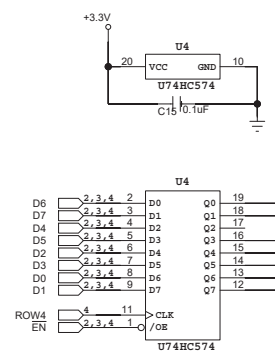 +3.3V
U4
20 VCC GND 10
U74HC574
C15 0.1uF
U4
D6 2,3,4 2 D0 Q0 19
D7 3 D1 Q1 18
D4 2,3,4 4 D2 Q2 17
D5 2,3,4 5 D3 Q3 16
D2 2,3,4 6 D4 Q4 15
D3 2,3,4 7 D5 Q5 14
D0 2,3,4 8 D6 Q6 13
D1 2,3,4 9 D7 Q7 12
ROW4 4 11 CLK
EN 2,3,4 1 /OE
U74HC574